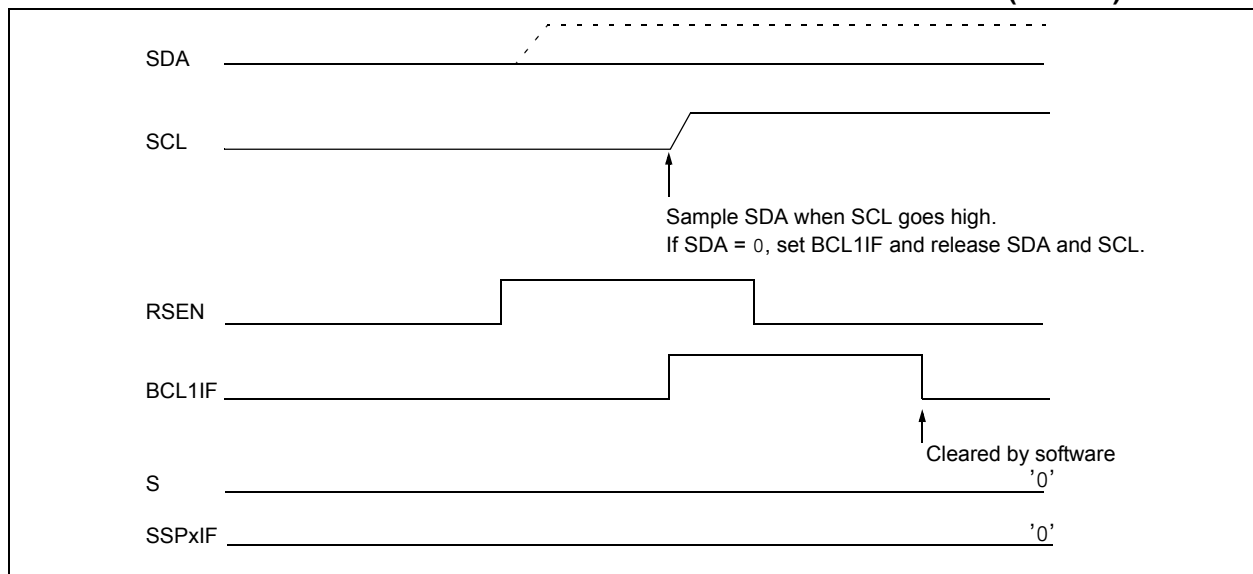 SDA
SCL
Sample SDA when SCL goes high.
If SDA = 0, set BCL1IF and release SDA and SCL.
RSEN
BCL1IF
Cleared by software
S
'0'
SSPxIF
'0'